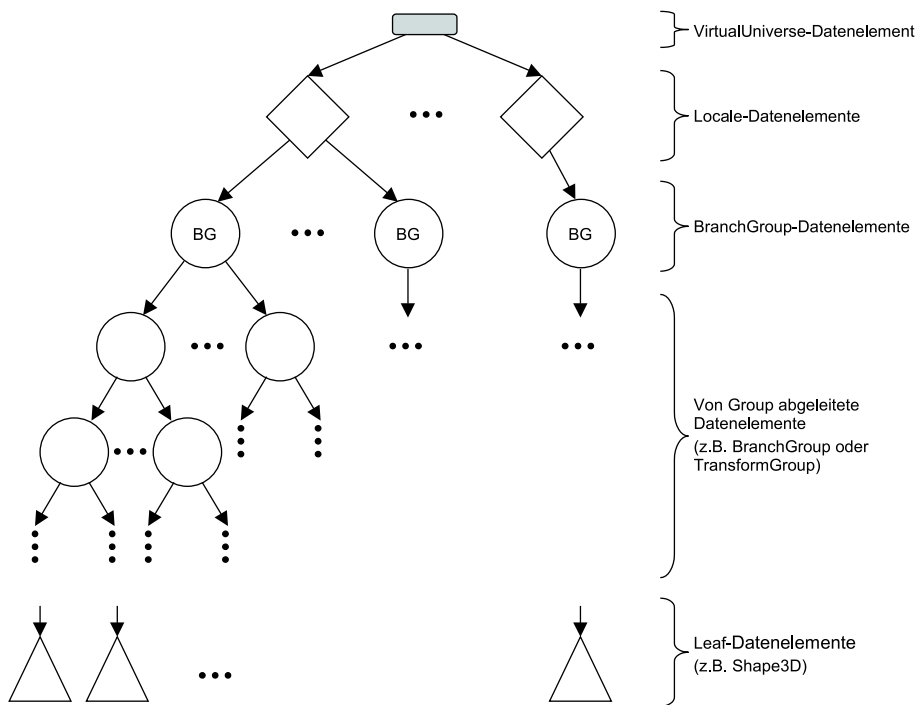 VirtualUniverse-Datenelement
Locale-Datenelemente
BG
BG
BG
BranchGroup-Datenelemente
Von Group abgeleitete
Datenelemente
(z.B. BranchGroup oder
TransformGroup)
Leaf-Datenelemente
(z.B. Shape3D)